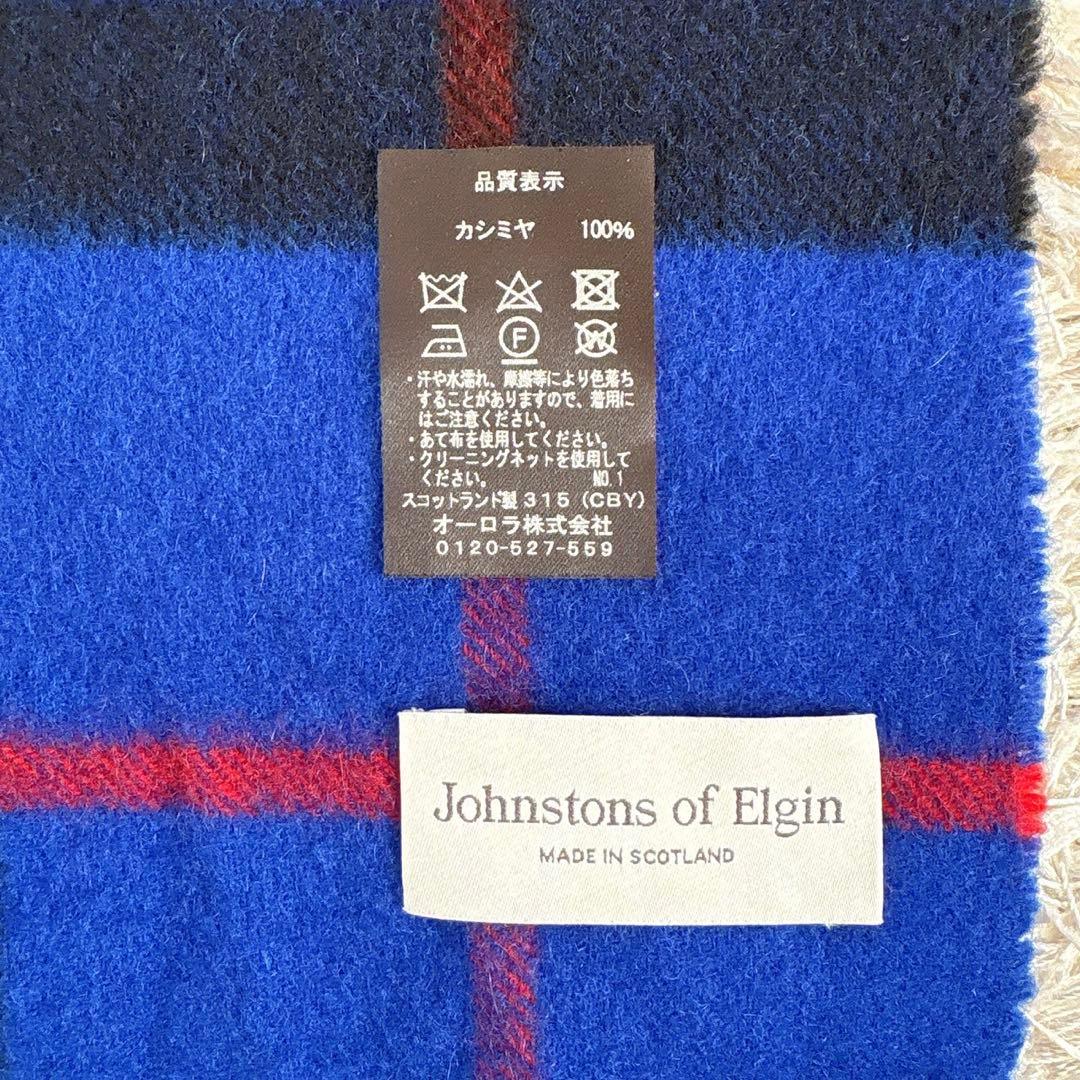 品質表示
カシミヤ 100%
F
W
・汗や水濡れ、摩擦等により色落ち
することがありますので、着用に
はご注意ください。
・あて布を使用してください。
・クリーニングネットを使用して
ください。 NO.1
スコットランド製 315 (CBY)
オーロラ株式会社
0120-527-559
Johnstons of Elgin
MADE IN SCOTLAND